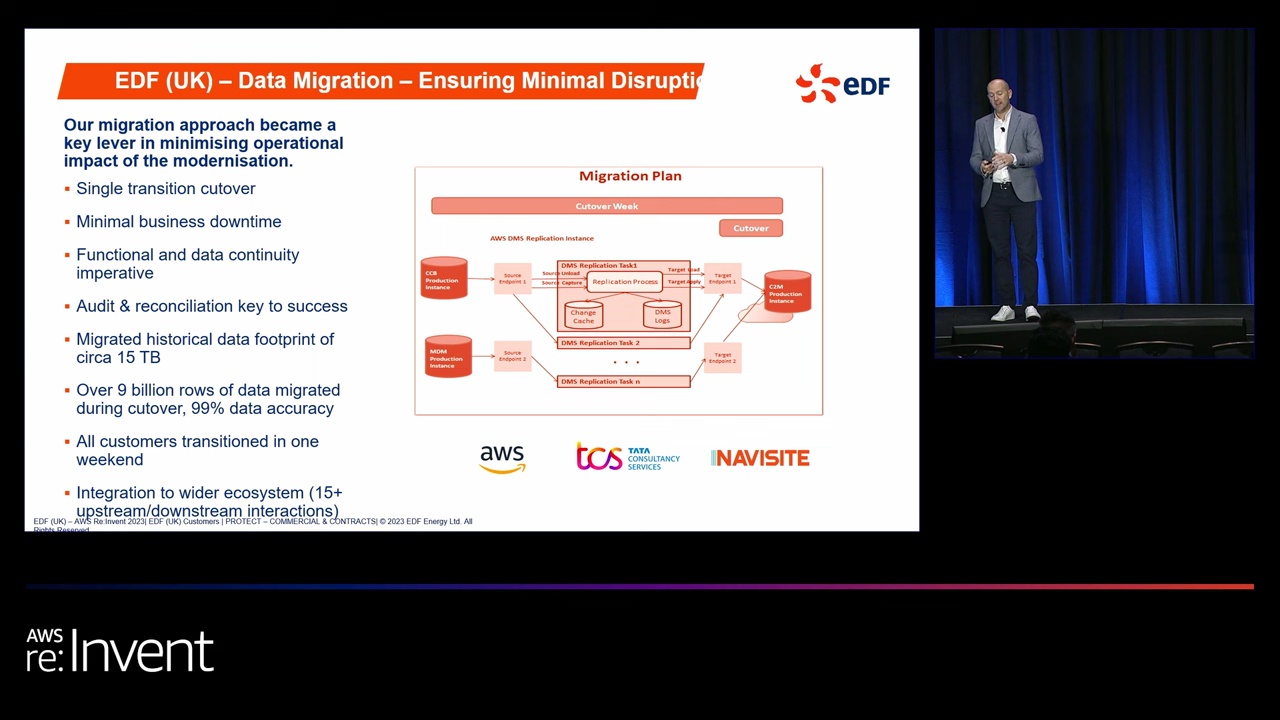 EDF (UK) – Data Migration – Ensuring Minimal Disruptio
eDF
Our migration approach became a
key lever in minimising operational
impact of the modernisation.
Single transition cutover
Minimal business downtime
Functional and data continuity
imperative
Audit & reconciliation key to success
Migrated historical data footprint of
circa 15 TB
Over 9 billion rows of data migrated
during cutover, 99% data accuracy
All customers transitioned in one
weekend
Integration to wider ecosystem (15+
upstream/downstream interactions)
EDF (UK) – AWS Re:Invent 2023| EDF (UK) Customers | PROTECT – COMMERCIAL & CONTRACTS| © 2023 EDF Energy Ltd. All
Rights Reserved
Migration Plan
Cutover Week
Cutover
AWS DMS Replication Instance
CCB
Production
Instance
Source
Endpoint 1
Source Unload
Source Capture
DMS Replication Task1
Replication Process
Change
Cache
DMS
Logs
Target Load
Target Apply
Target
Endpoint 1
C2M
Production
Instance
DMS Replication Task 2
MDM
Production
Instance
Source
Endpoint 2
. . .
Target
Endpoint 2
DMS Replication Task n
aws
tcs
TATA
CONSULTANCY
SERVICES
NAVISITE
AWS
re:Invent